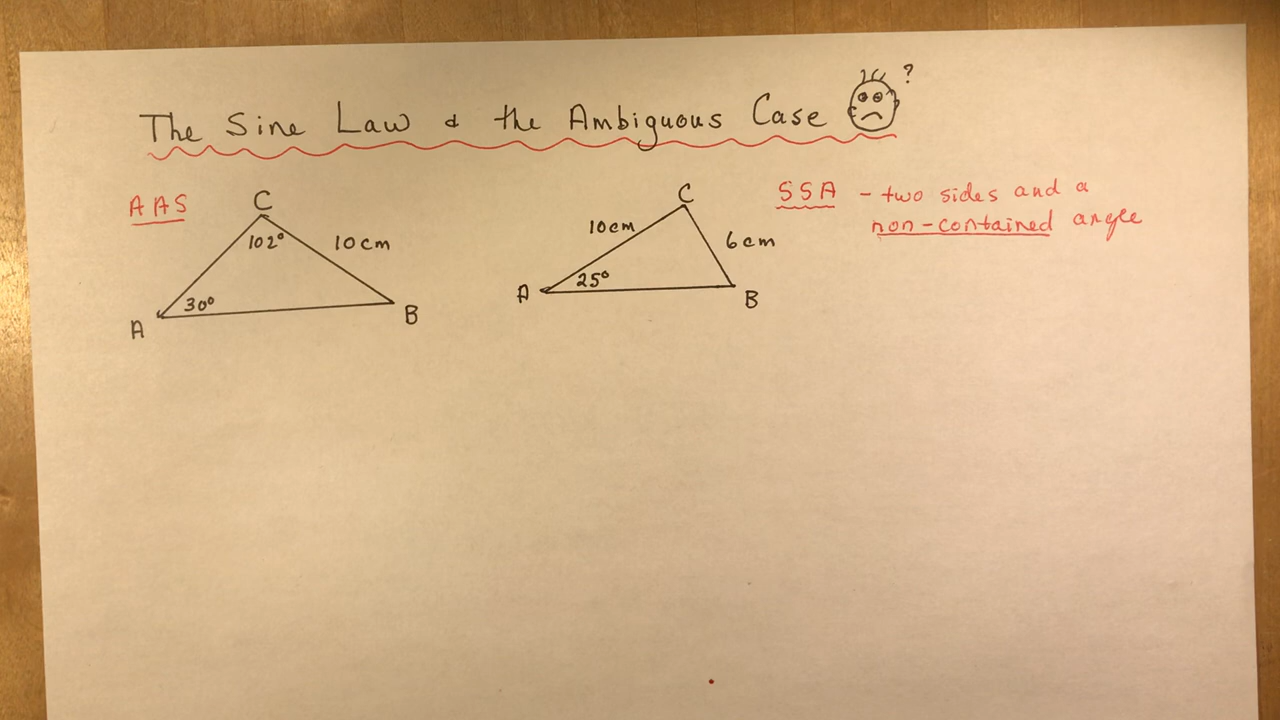 The Sine Law & the Ambiguous Case ?
AAS
C
102°
10cm
30°
A
B
C
10cm
6cm
25°
A
B
SSA - two sides and a
non-contained angle